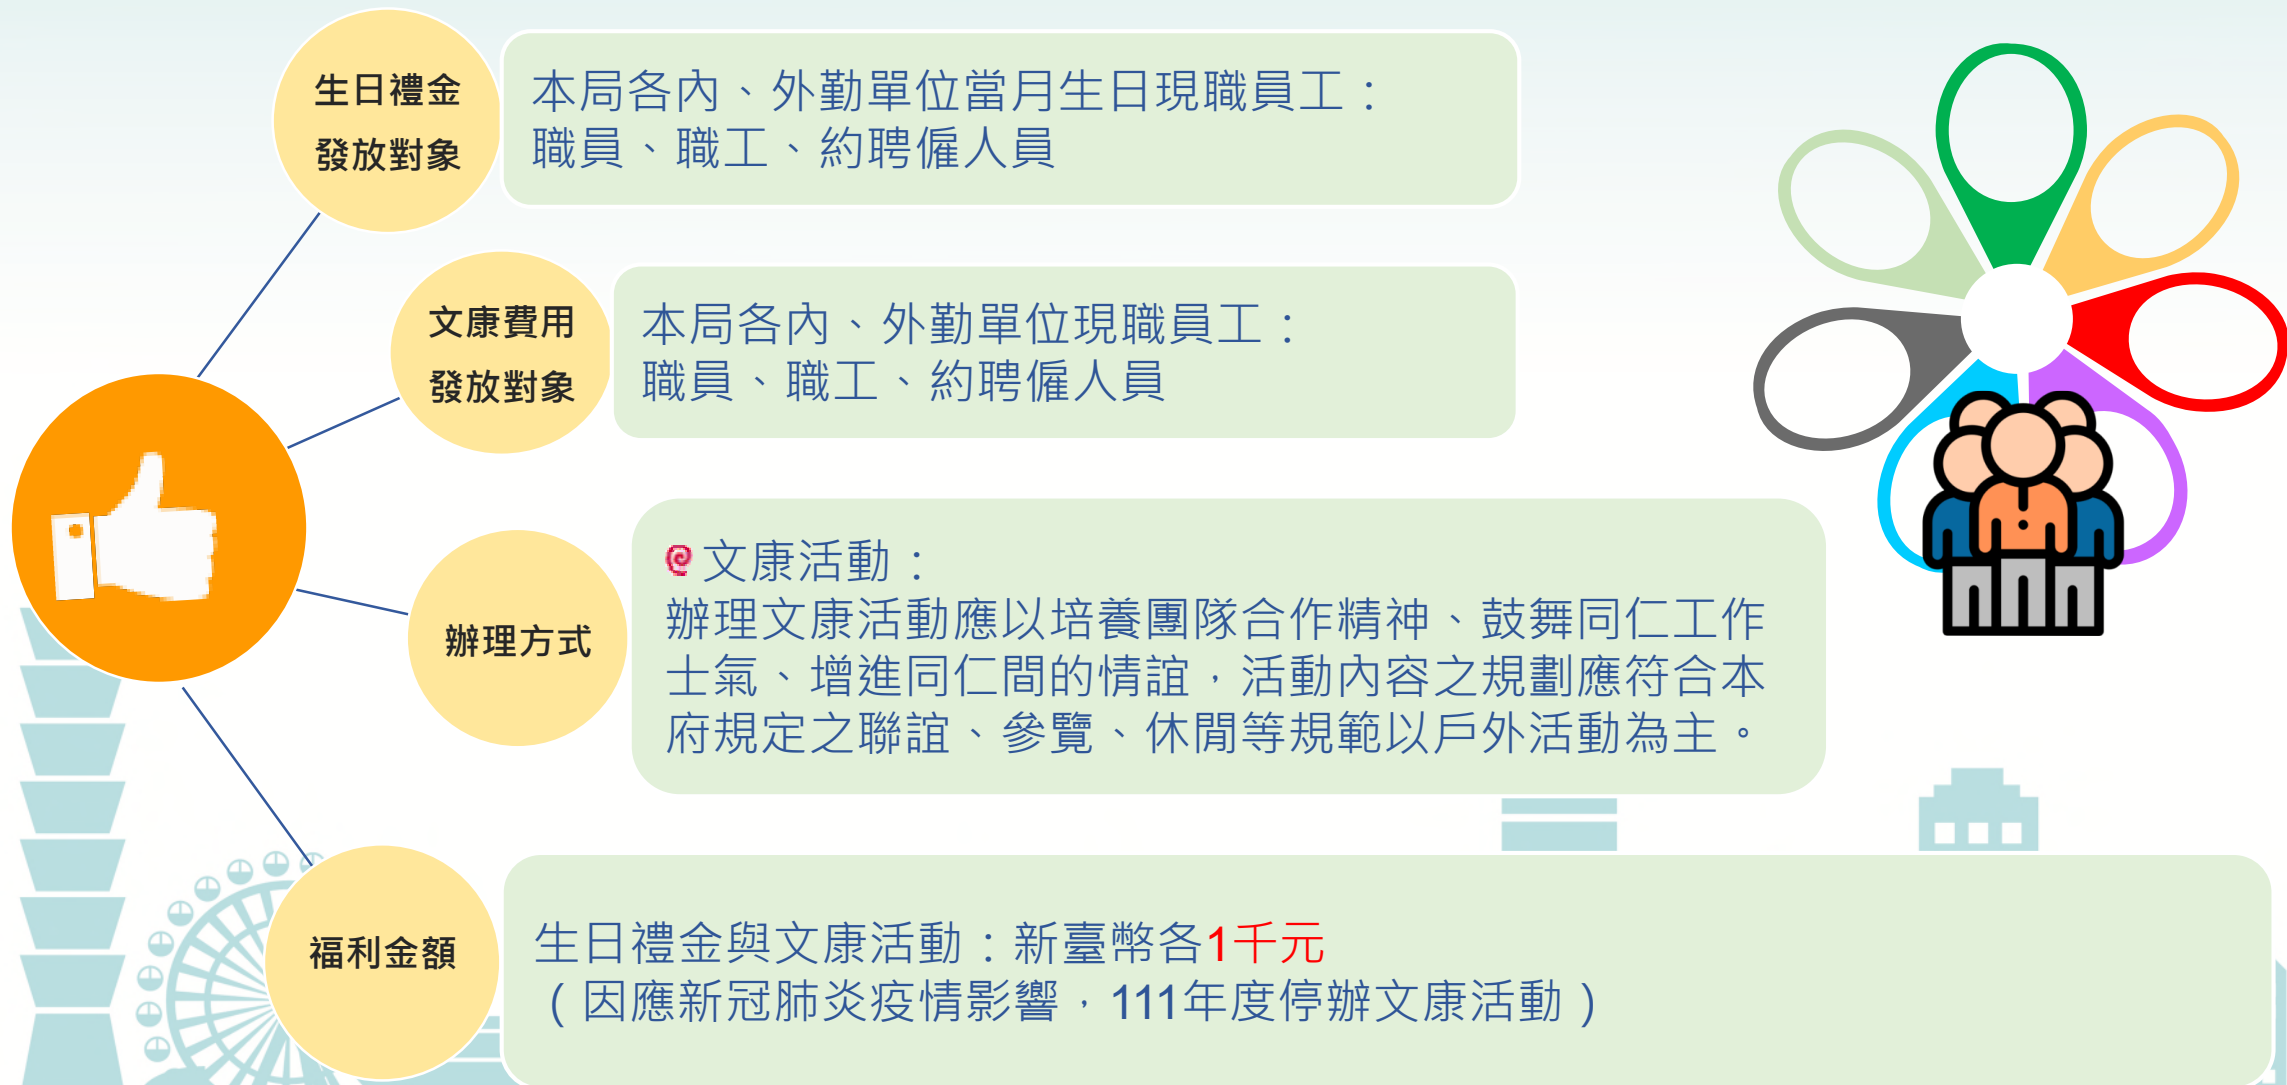 生日禮金
發放對象
本局各內、外勤單位當月生日現職員工：
職員、職工、約聘僱人員
文康費用
發放對象
本局各內、外勤單位現職員工：
職員、職工、約聘僱人員
辦理方式
文康活動：
辦理文康活動應以培養團隊合作精神、鼓舞同仁工作
士氣、增進同仁間的情誼，活動內容之規劃應符合本
府規定之聯誼、參覽、休閒等規範以戶外活動為主。
福利金額
生日禮金與文康活動：新臺幣各1千元
（因應新冠肺炎疫情影響，111年度停辦文康活動）